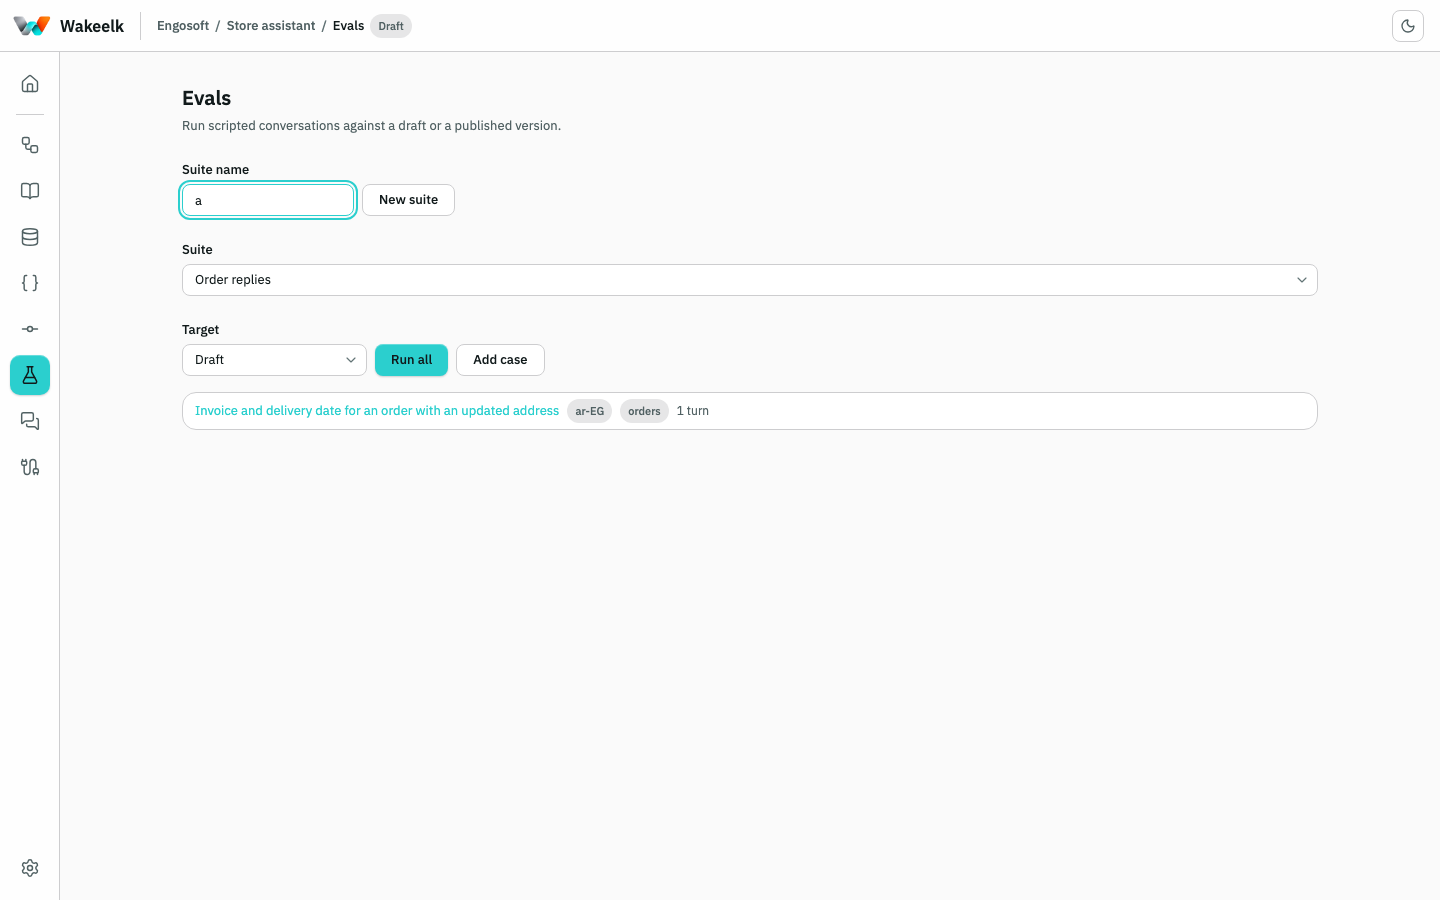 Wakeelk
Engosoft / Store assistant / Evals Draft
Evals
Run scripted conversations against a draft or a published version.
Suite name
a New suite
Suite
Order replies
Target
Draft Run all Add case
Invoice and delivery date for an order with an updated address ar-EG orders 1 turn